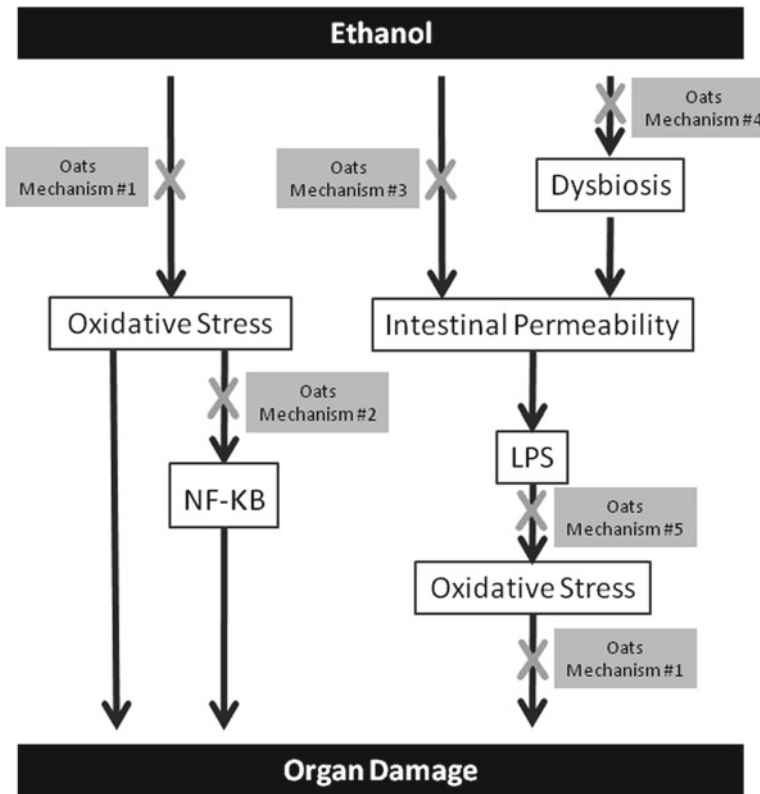 Ethanol
Oats
Mechanism #4
Oats
Mechanism #1
Oats
Mechanism #3
Dysbiosis
Oxidative Stress
Intestinal Permeability
Oats
Mechanism #2
LPS
NF-KB
Oats
Mechanism #5
Oxidative Stress
Oats
Mechanism #1
Organ Damage